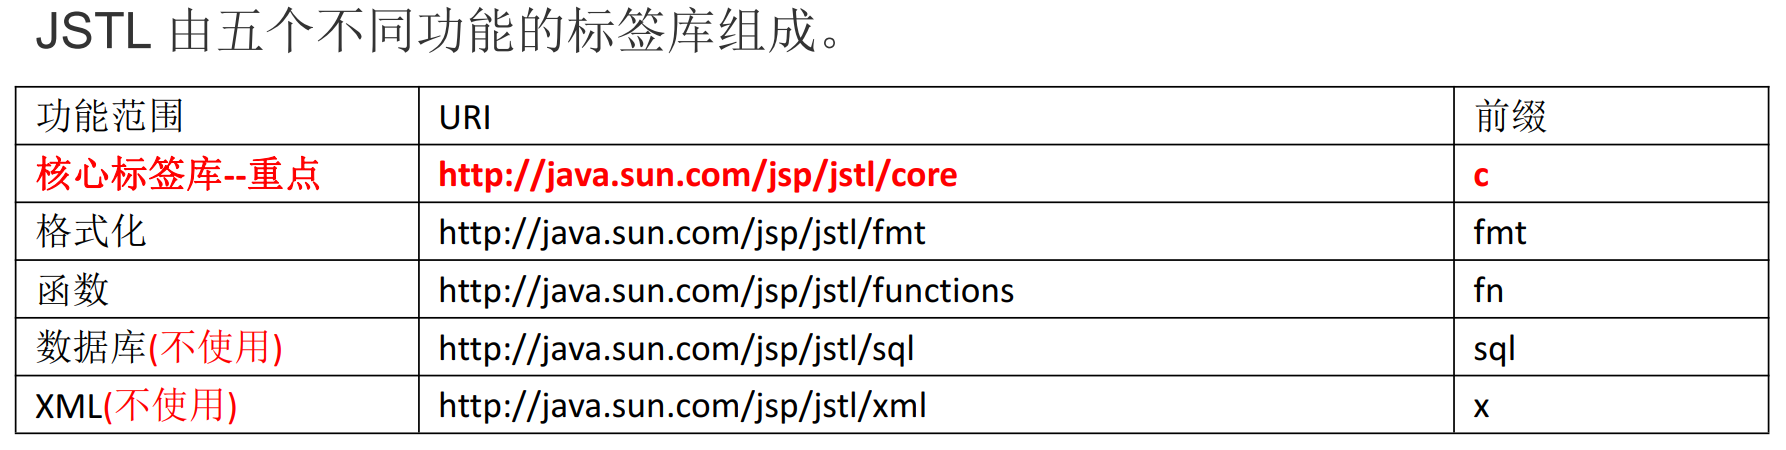 JSTL 由五个不同功能的标签库组成。
功能范围 URI 前缀
核心标签库--重点 http://java.sun.com/jsp/jstl/core c
格式化 http://java.sun.com/jsp/jstl/fmt fmt
函数 http://java.sun.com/jsp/jstl/functions fn
数据库(不使用) http://java.sun.com/jsp/jstl/sql sql
XML(不使用) http://java.sun.com/jsp/jstl/xml x